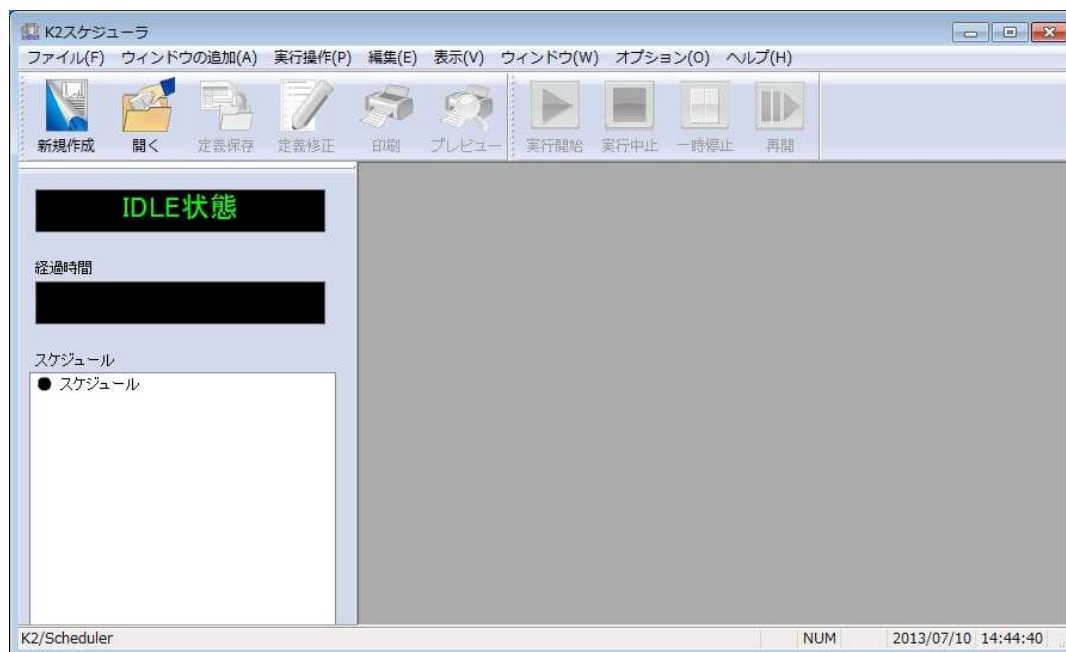 K2スケジューラ
ファイル(F) ウィンドウの追加(A) 実行操作(P) 編集(E) 表示(V) ウィンドウ(W) オプション(O) ヘルプ(H)
新規作成 開く 定義保存 定義修正 印刷 プレビュー 実行開始 実行中止 一時停止 再開
IDLE状態
経過時間
スケジュール
● スケジュール
K2/Scheduler NUM 2013/07/10 14:44:40